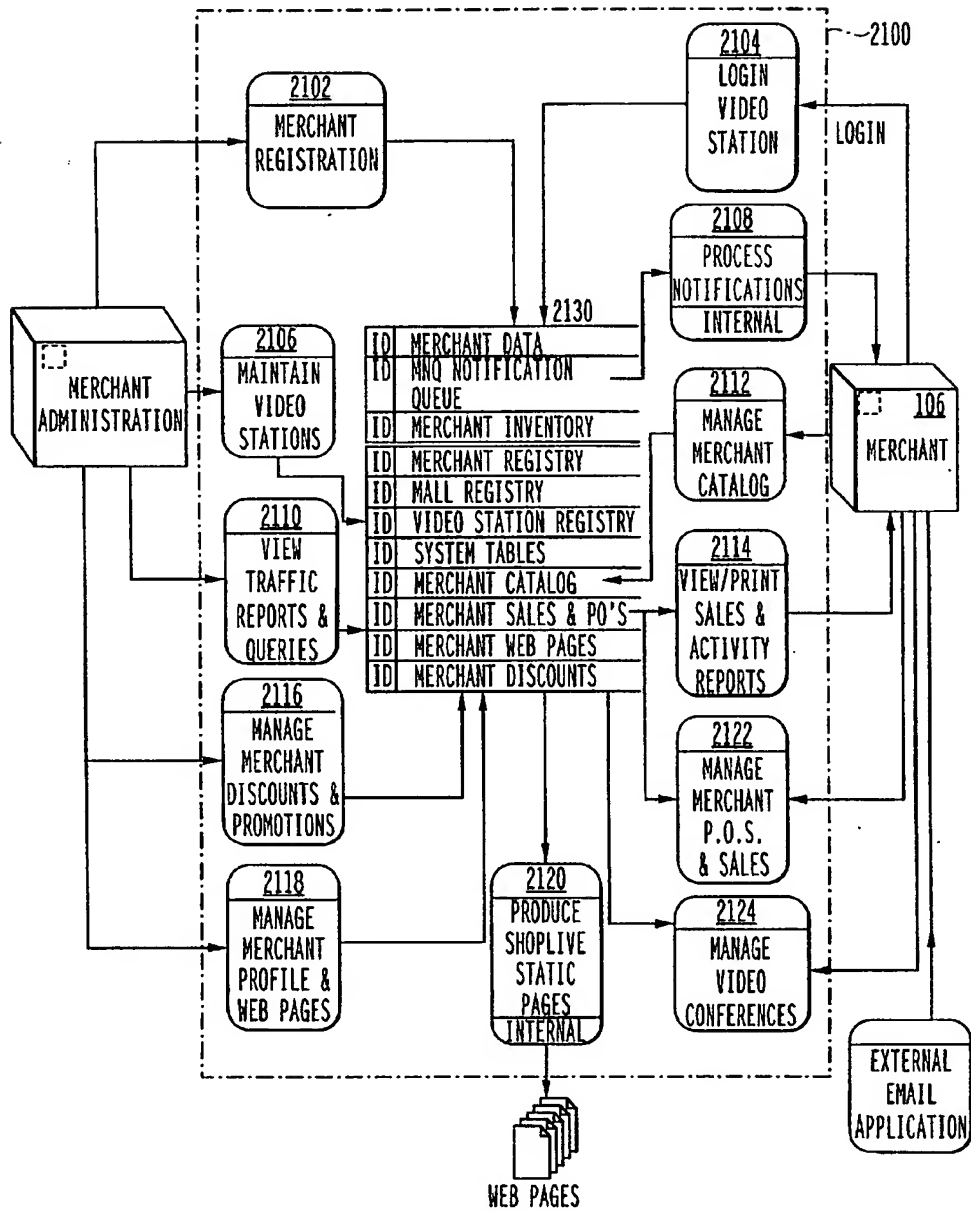 2100
2104
LOGIN
VIDEO
STATION
2102
MERCHANT
REGISTRATION
LOGIN
2108
PROCESS
NOTIFICATIONS
INTERNAL
MERCHANT
ADMINISTRATION
2106
MAINTAIN
VIDEO
STATIONS
2130
ID MERCHANT DATA
ID MNQ NOTIFICATION
QUEUE
ID MERCHANT INVENTORY
ID MERCHANT REGISTRY
ID MALL REGISTRY
ID VIDEO STATION REGISTRY
ID SYSTEM TABLES
ID MERCHANT CATALOG
ID MERCHANT SALES & PO'S
ID MERCHANT WEB PAGES
ID MERCHANT DISCOUNTS
2112
MANAGE
MERCHANT
CATALOG
106
MERCHANT
2110
VIEW
TRAFFIC
REPORTS &
QUERIES
2114
VIEW/PRINT
SALES &
ACTIVITY
REPORTS
2116
MANAGE
MERCHANT
DISCOUNTS &
PROMOTIONS
2122
MANAGE
MERCHANT
P.O.S.
& SALES
2118
MANAGE
MERCHANT
PROFILE &
WEB PAGES
2120
PRODUCE
SHOPLIVE
STATIC
PAGES
INTERNAL
2124
MANAGE
VIDEO
CONFERENCES
EXTERNAL
EMAIL
APPLICATION
WEB PAGES